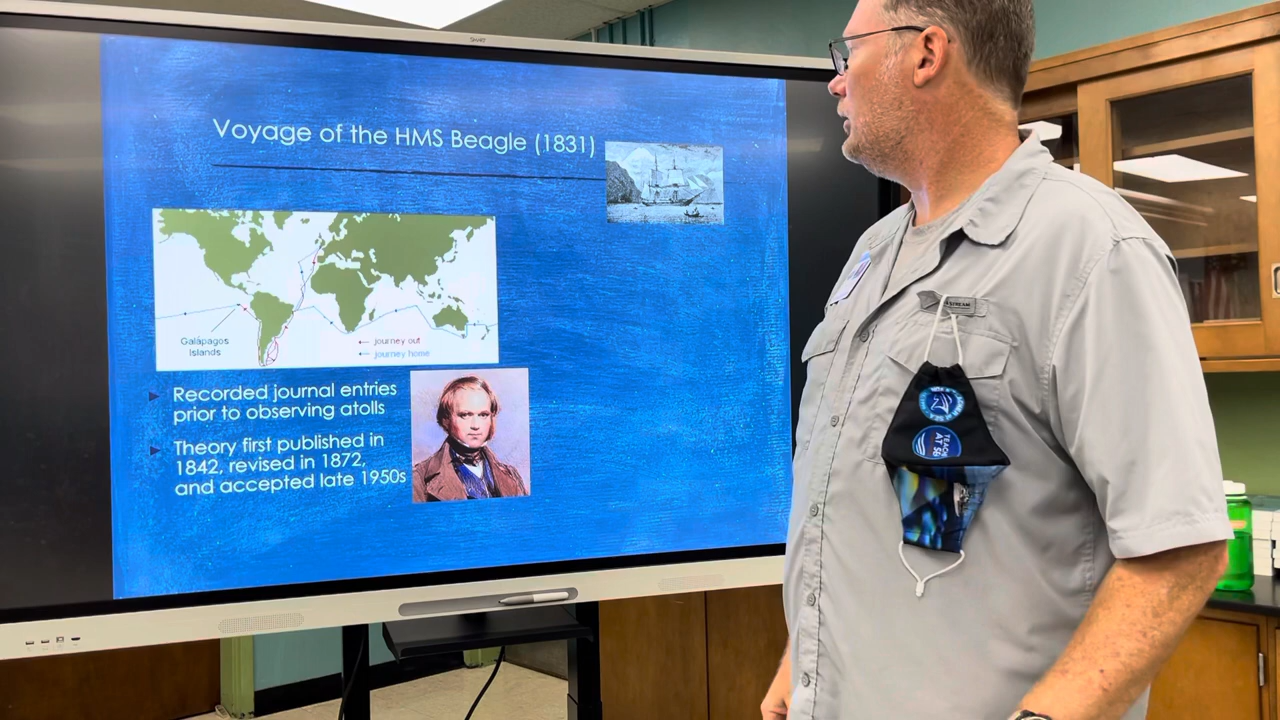 SMART
Voyage of the HMS Beagle (1831)
Galápagos
Islands
journey out
journey home
Recorded journal entries
prior to observing atolls
Theory first published in
1842, revised in 1872,
and accepted late 1950s